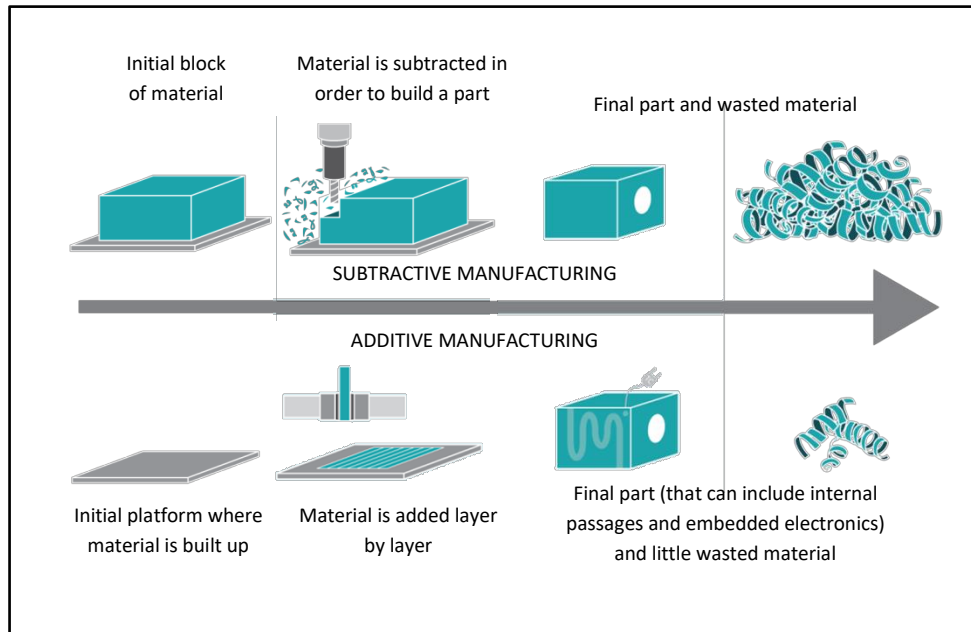 Initial block
of material
Material is subtracted in
order to build a part
Final part and wasted material
SUBTRACTIVE MANUFACTURING
ADDITIVE MANUFACTURING
Initial platform where
material is built up
Material is added layer
by layer
Final part (that can include internal
passages and embedded electronics)
and little wasted material